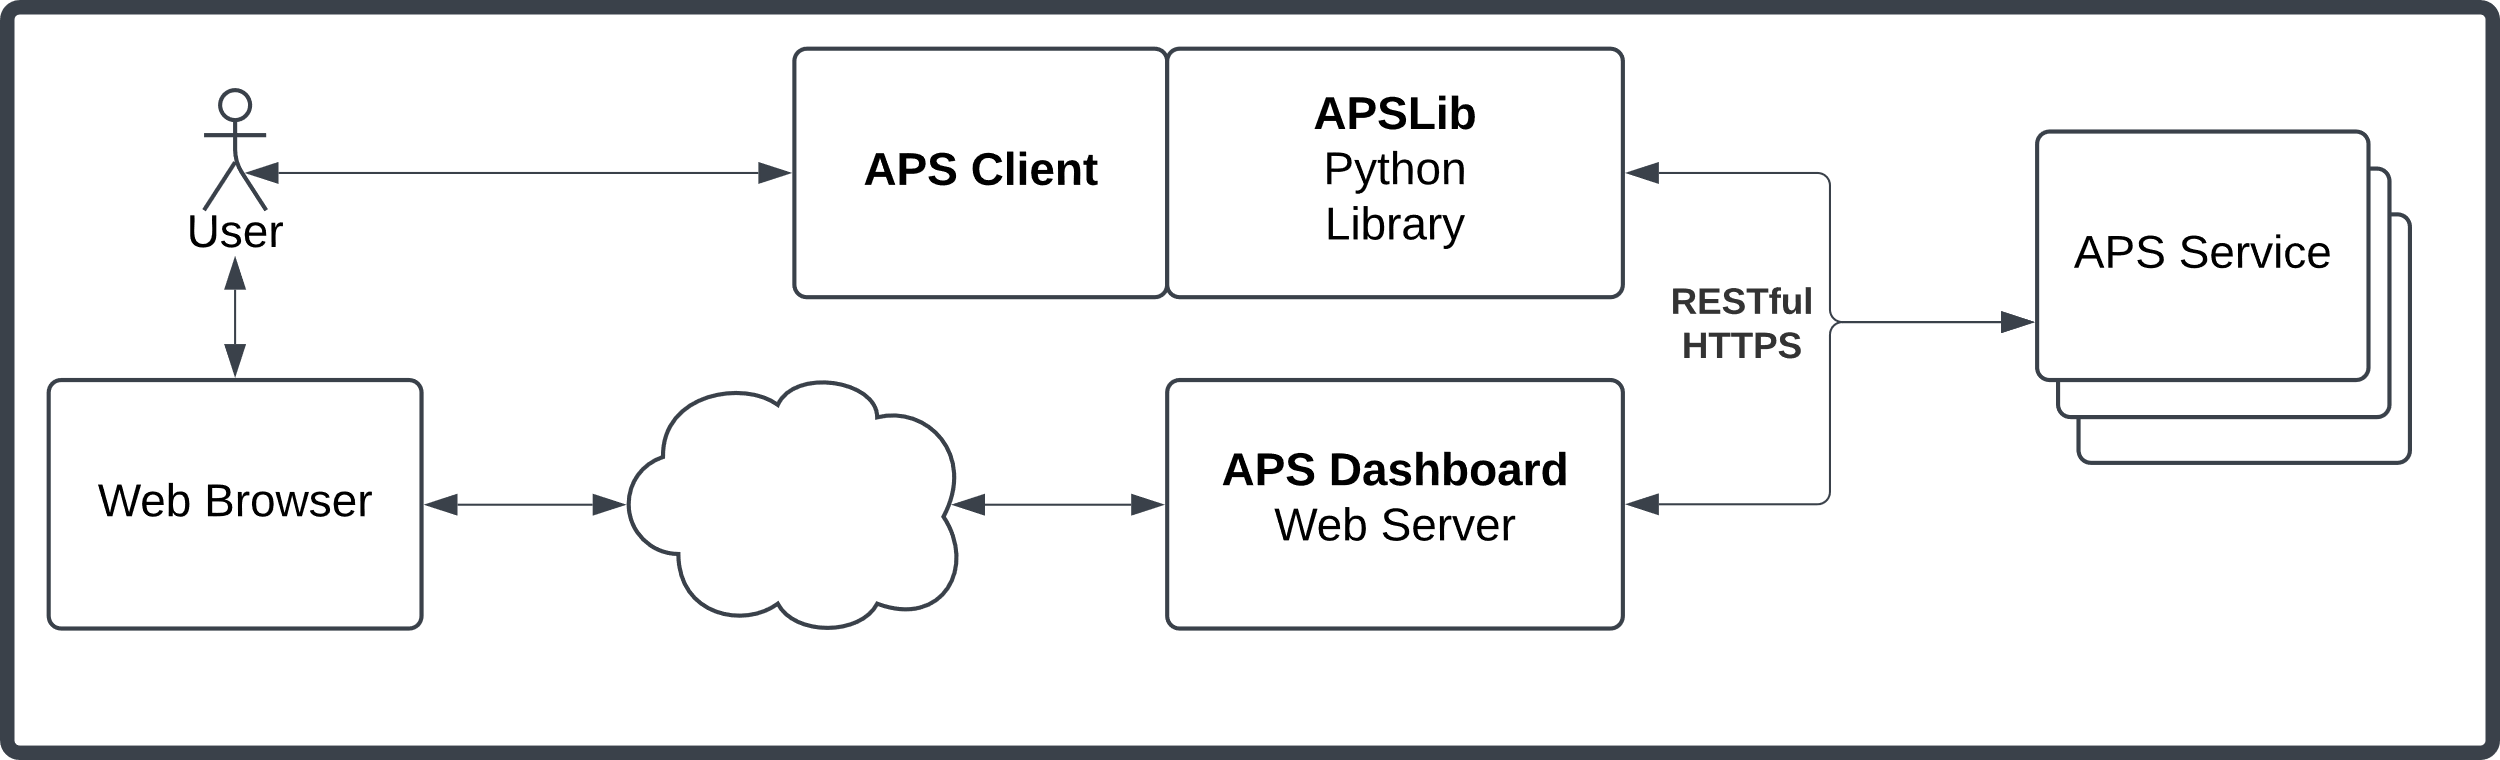 User
APS Client
APSLib
Python
Library
RESTful
HTTPS
APS Service
Web Browser
APS Dashboard
Web Server